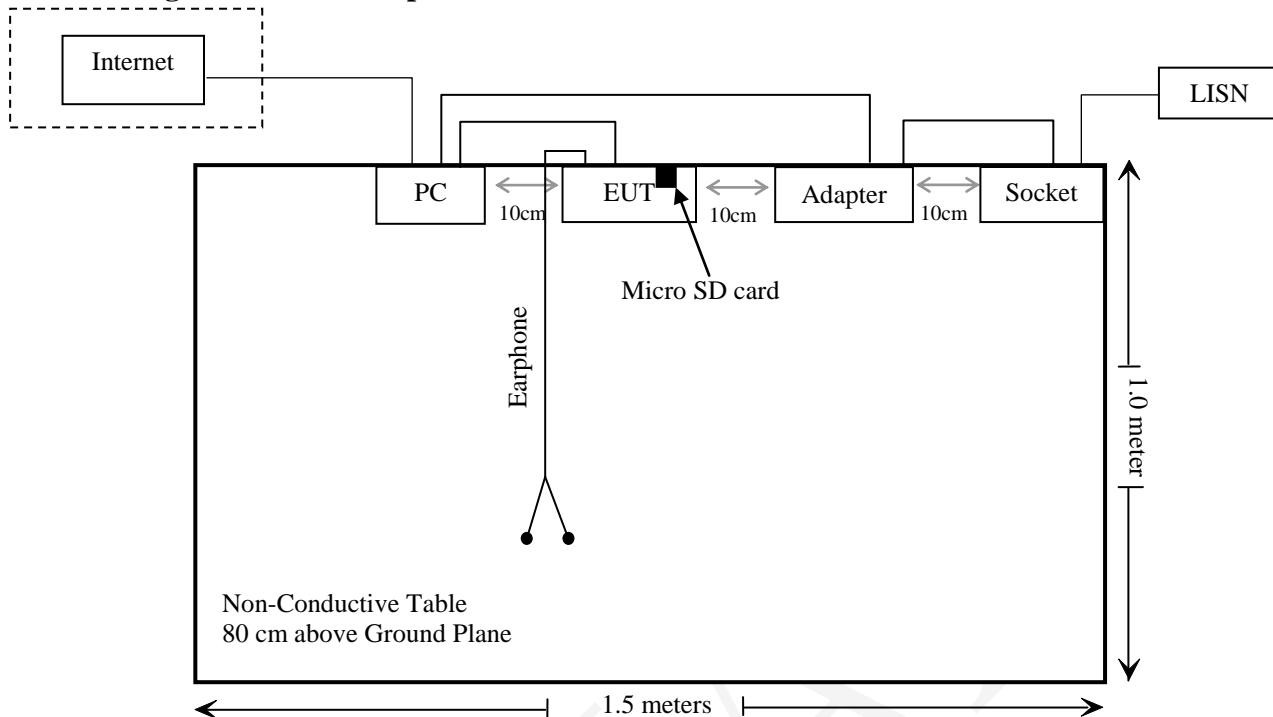 Internet
LISN
PC
EUT
Adapter
Socket
10cm
10cm
10cm
Micro SD card
Earphone
1.0 meter
Non-Conductive Table
80 cm above Ground Plane
1.5 meters